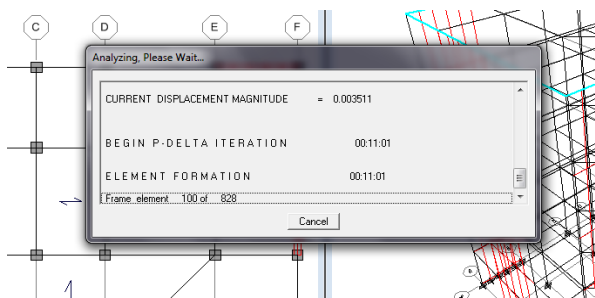 C D E F
Analyzing, Please Wait...
CURRENT DISPLACEMENT MAGNITUDE = 0.003511
BEGIN P-DELTA ITERATION 00:11:01
ELEMENT FORMATION 00:11:01
Frame element 100 of 828
Cancel